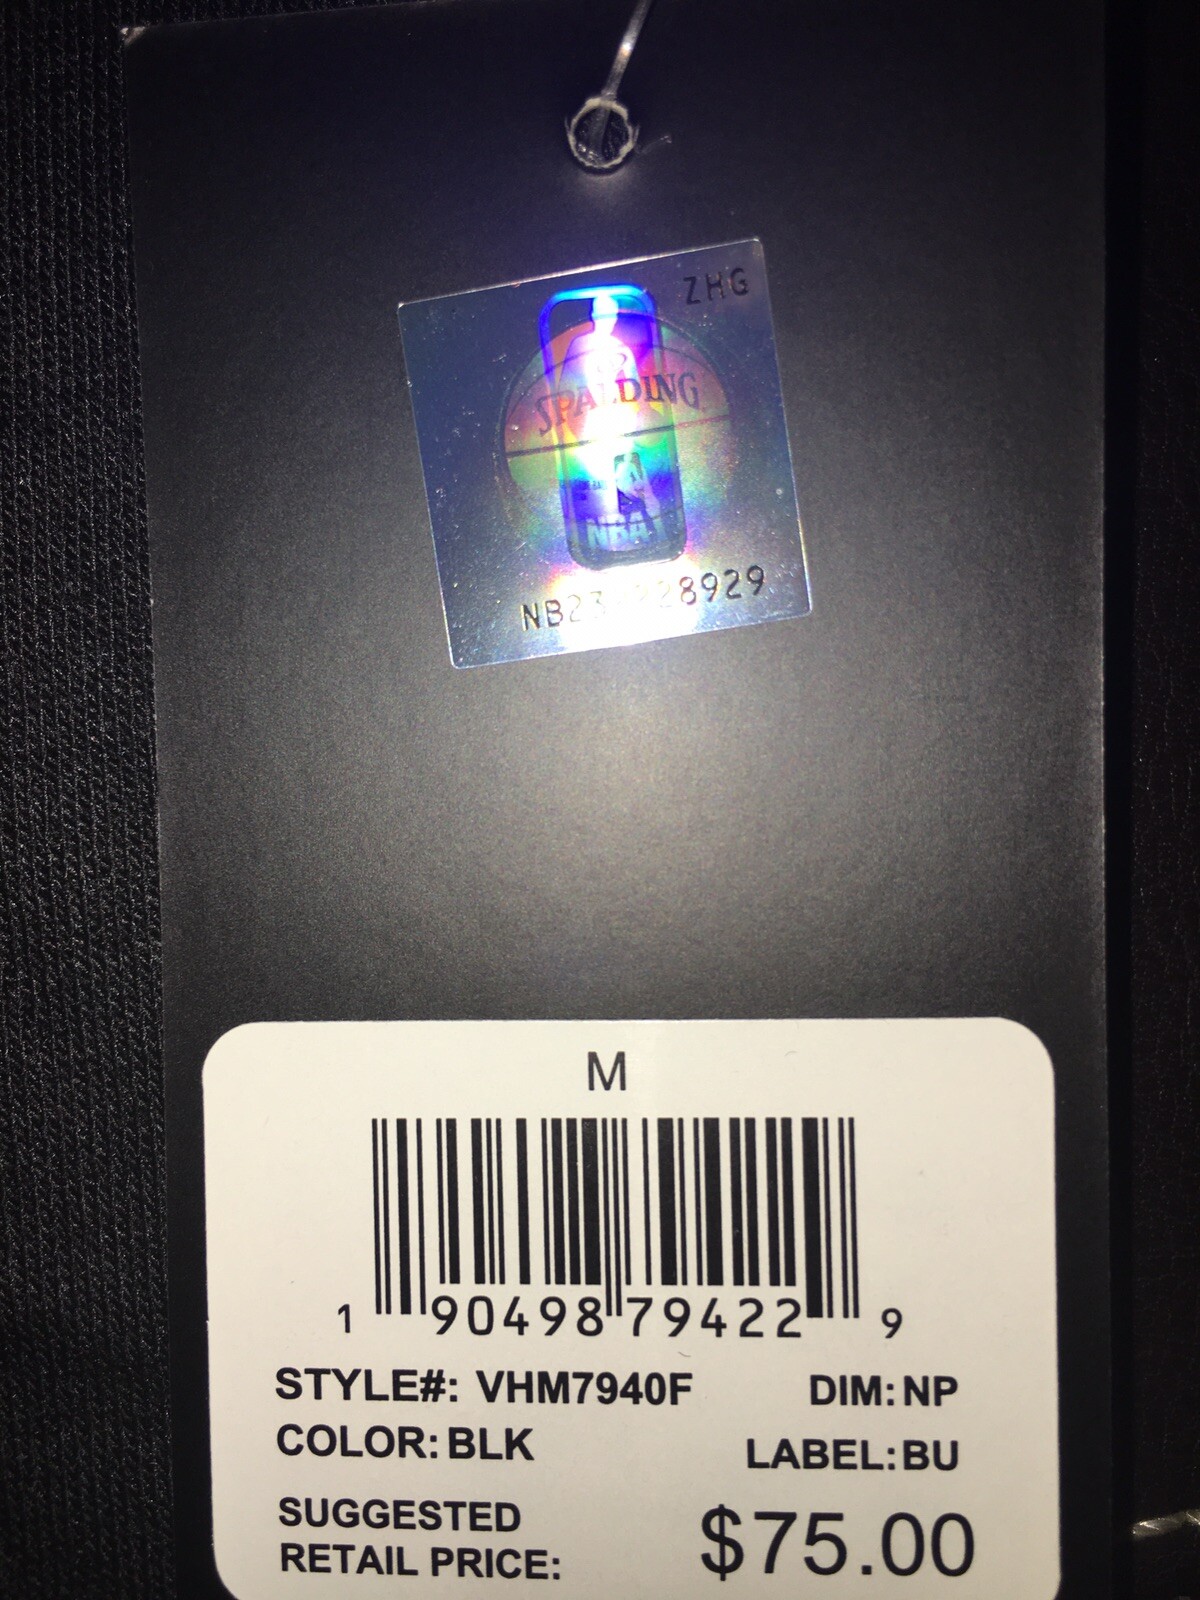 ZHG
SPALDING
NBA
M
1 90498 79422 9
STYLE#: VHM7940F
DIM: NP
COLOR: BLK
LABEL: BU
SUGGESTED
RETAIL PRICE:
$75.00